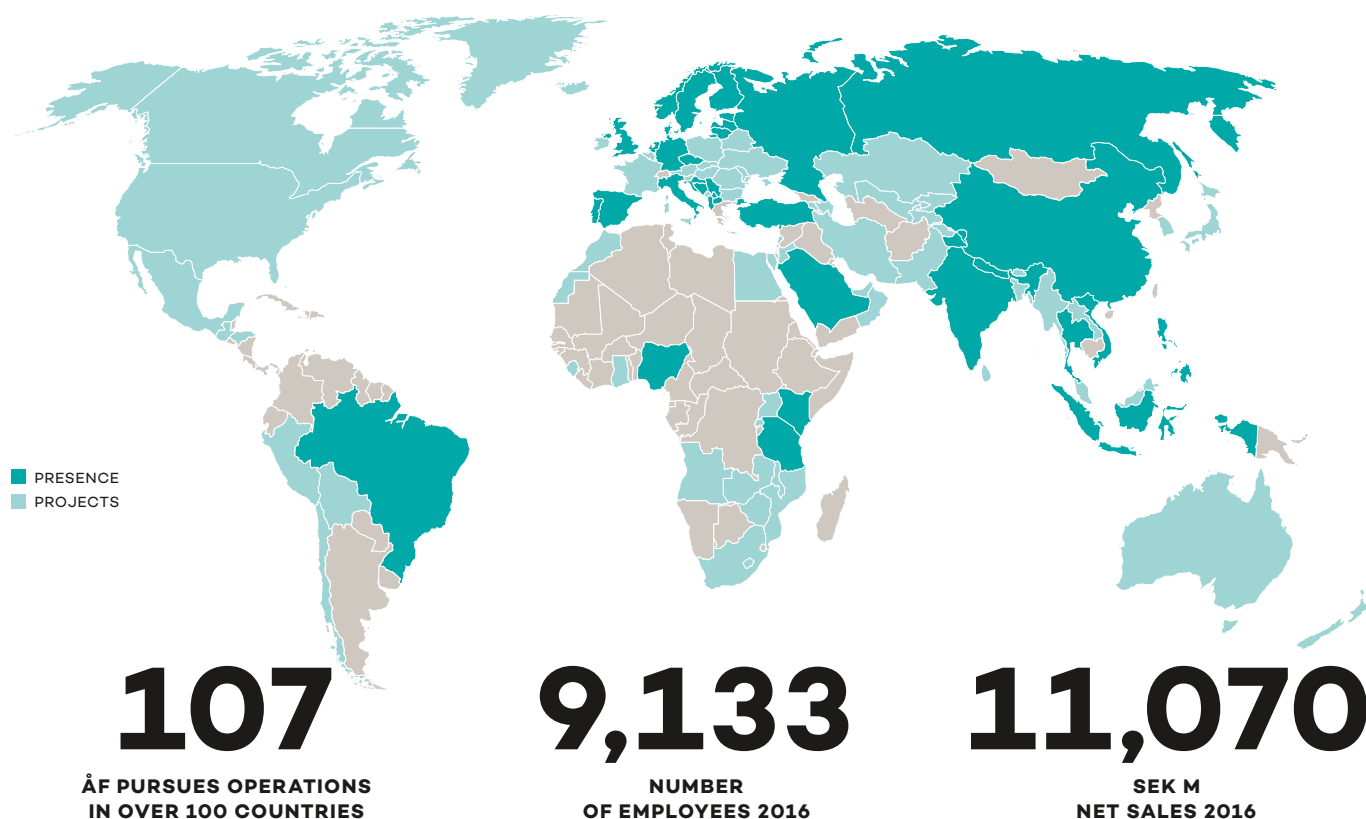 PRESENCE
PROJECTS
107
ÅF PURSUES OPERATIONS
IN OVER 100 COUNTRIES
9,133
NUMBER
OF EMPLOYEES 2016
11,070
SEK M
NET SALES 2016